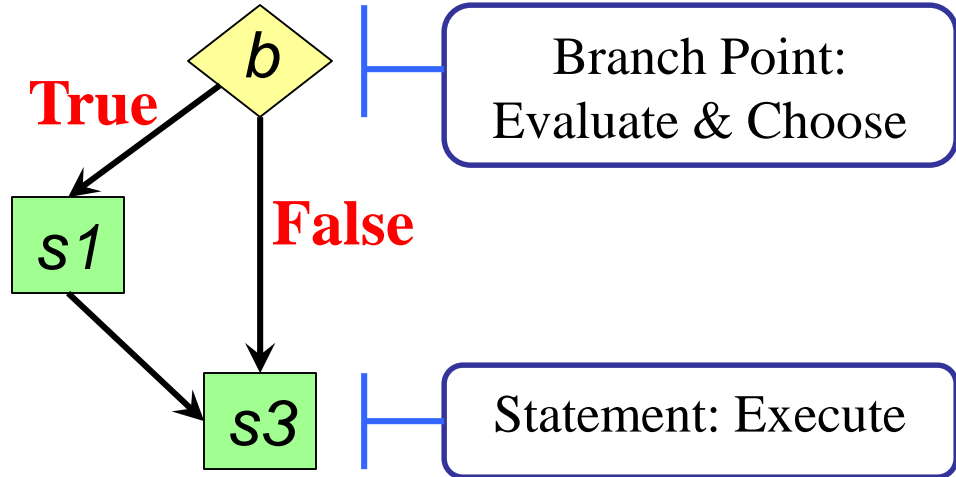 b
Branch Point:
Evaluate & Choose
True
s1
False
s3
Statement: Execute